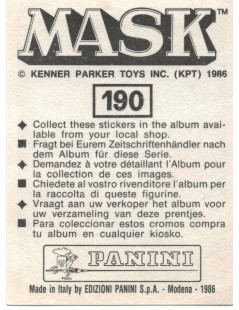 MASK™
© KENNER PARKER TOYS INC. (KPT) 1986
190
◆ Collect these stickers in the album avai-
lable from your local shop.
■ Fragt bei Eurem Zeitschriftenhändler nach
dem Album für diese Serie.
◆ Demandez à votre détaillant l'Album pour
la collection de ces images.
■ Chiedete al vostro rivenditore l'album per
la raccolta di queste figurine.
◆ Vraagt aan uw verkoper het album voor
uw verzameling van deze prentjes.
■ Para coleccionar estos cromos compra
tu album en cualquier kiosko.
PANINI
Made in Italy by EDIZIONI PANINI S.p.A. - Modena - 1986